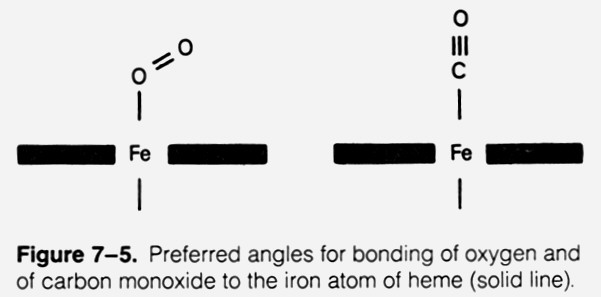 O
O
O
C
Fe
Fe
Figure 7–5. Preferred angles for bonding of oxygen and
of carbon monoxide to the iron atom of heme (solid line).